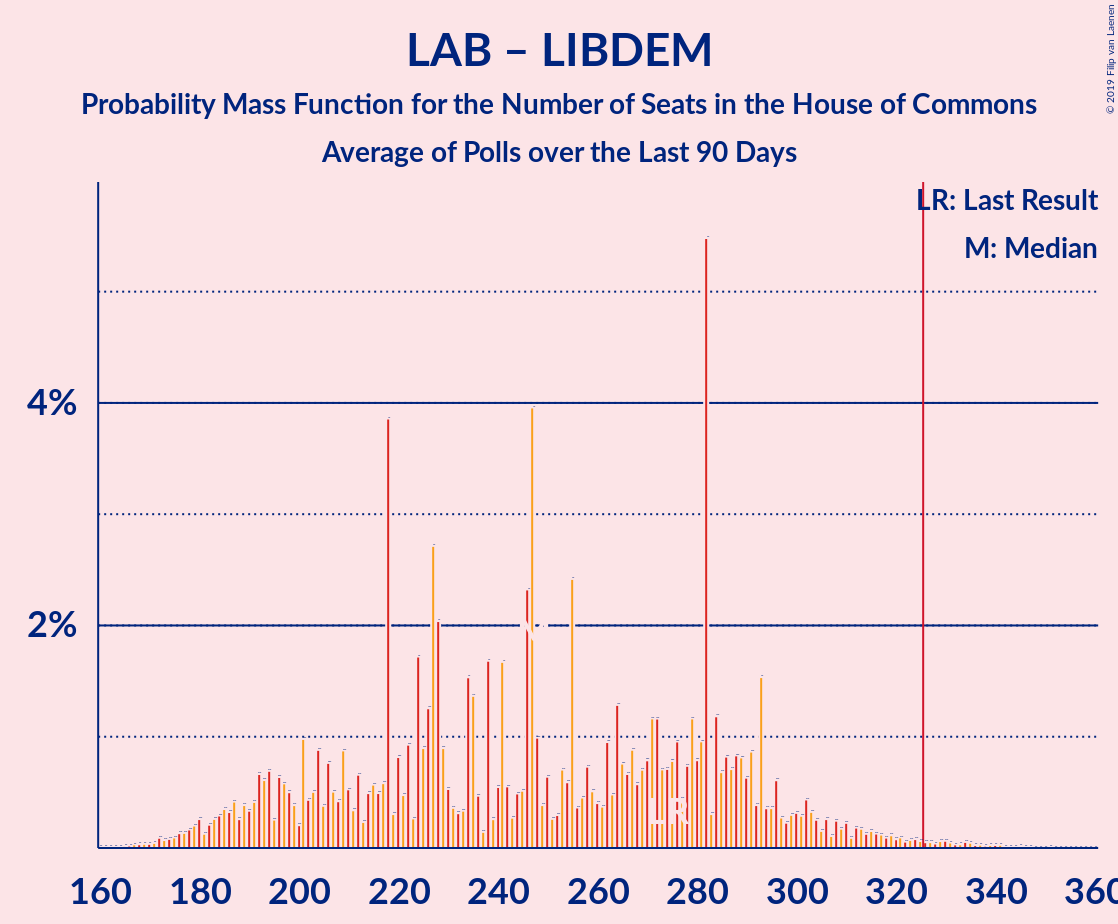 LAB – LIBDEM
Probability Mass Function for the Number of Seats in the House of Commons
Average of Polls over the Last 90 Days
© 2019 Filip van Laenen
LR: Last Result
M: Median
4%
2%
M
LR
160 180 200 220 240 260 280 300 320 340 360